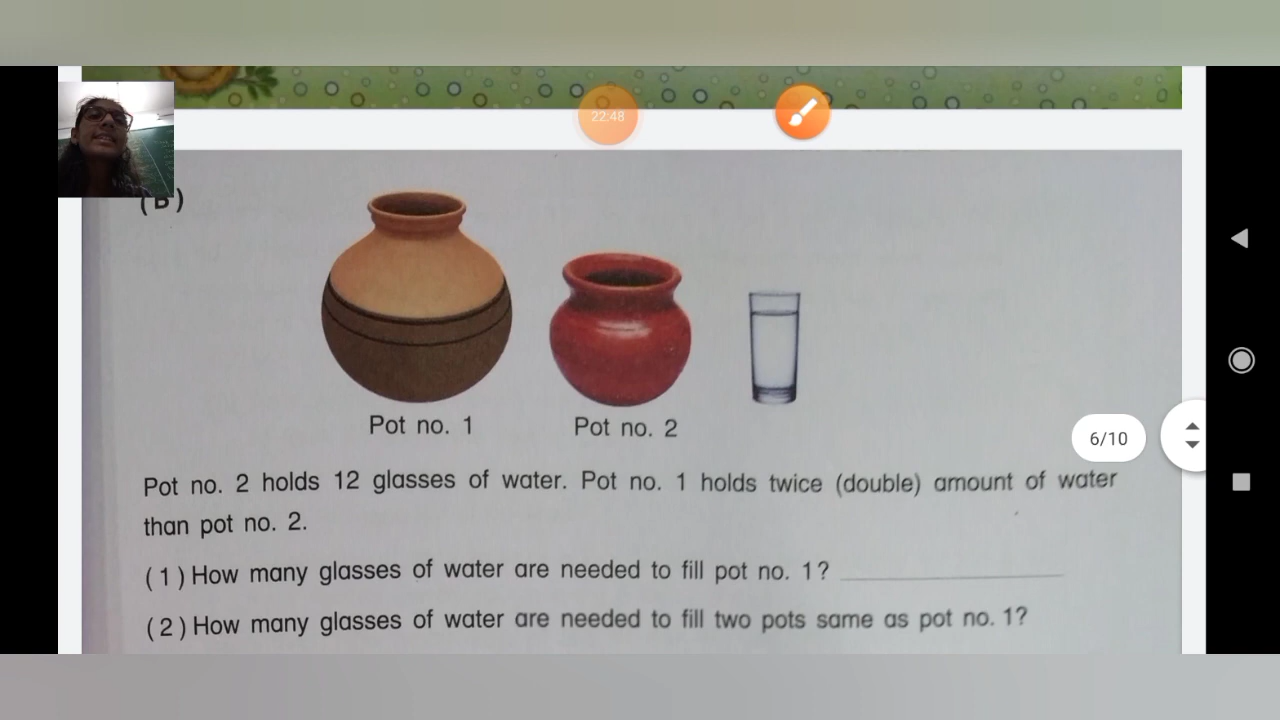 22:48
(B)
Pot no. 1
Pot no. 2
6/10
Pot no. 2 holds 12 glasses of water. Pot no. 1 holds twice (double) amount of water
than pot no. 2.
(1) How many glasses of water are needed to fill pot no. 1?
(2) How many glasses of water are needed to fill two pots same as pot no. 1?